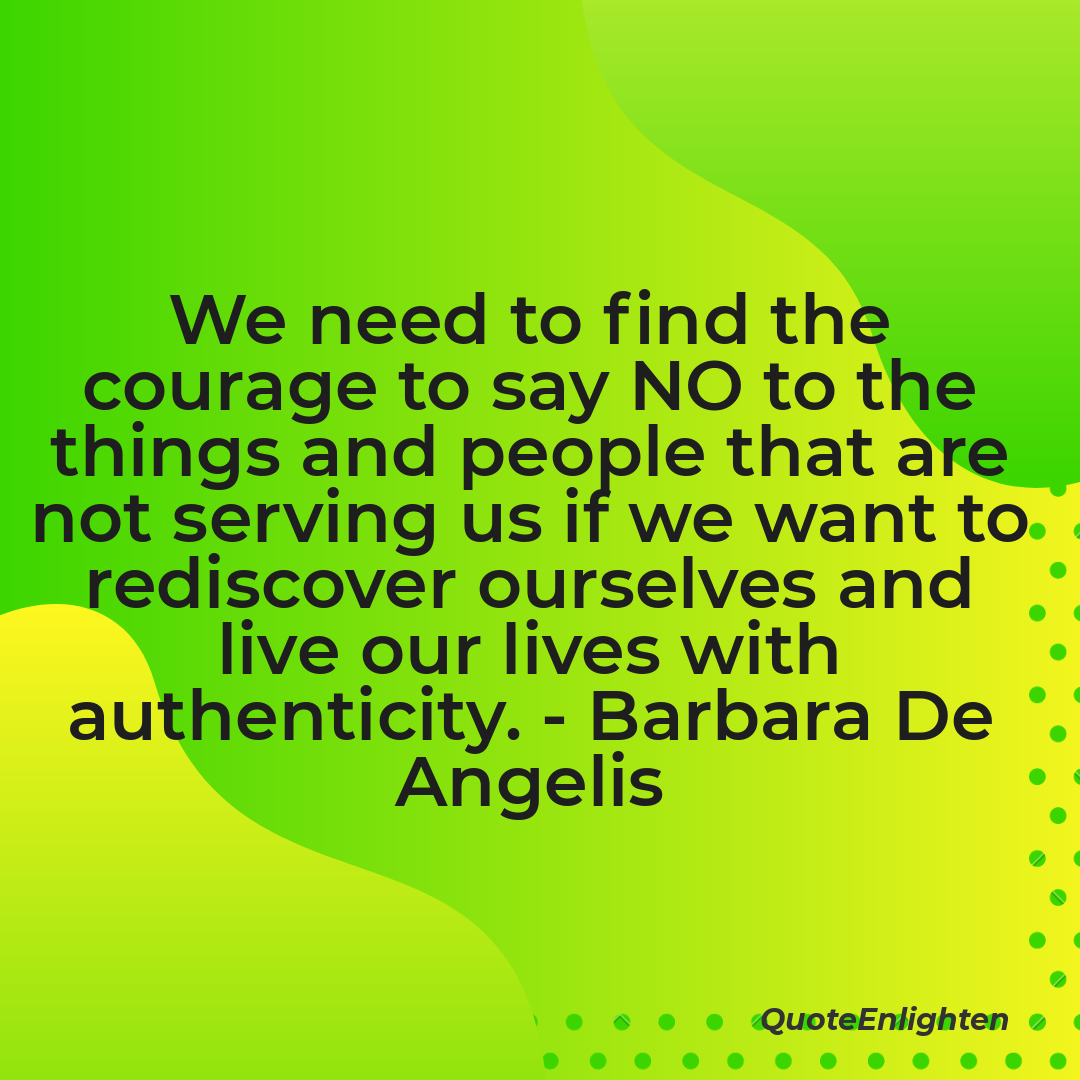 We need to find the
courage to say NO to the
things and people that are
not serving us if we want to
rediscover ourselves and
live our lives with
authenticity. - Barbara De
Angelis
QuoteEnlighten